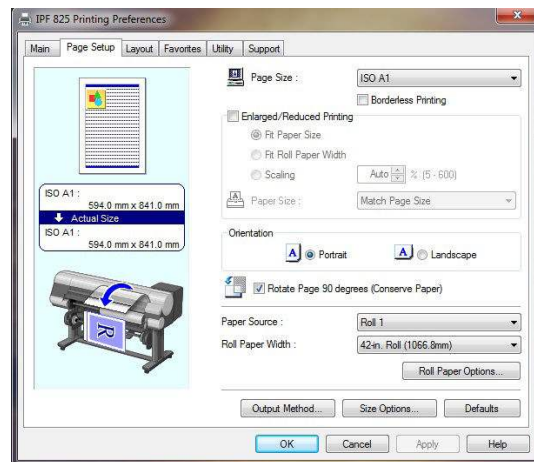 IPF 825 Printing Preferences
Main Page Setup Layout Favorites Utility Support
Page Size : ISO A1
Borderless Printing
Enlarged/Reduced Printing
Fit Paper Size
Fit Roll Paper Width
Scaling Auto % (5 - 600)
Paper Size : Match Page Size
ISO A1 :
594.0 mm x 841.0 mm
Actual Size
ISO A1 :
594.0 mm x 841.0 mm
Orientation
A Portrait A Landscape
Rotate Page 90 degrees (Conserve Paper)
Paper Source : Roll 1
Roll Paper Width : 42-in. Roll (1066.8mm)
Roll Paper Options...
R
Output Method... Size Options... Defaults
OK Cancel Apply Help